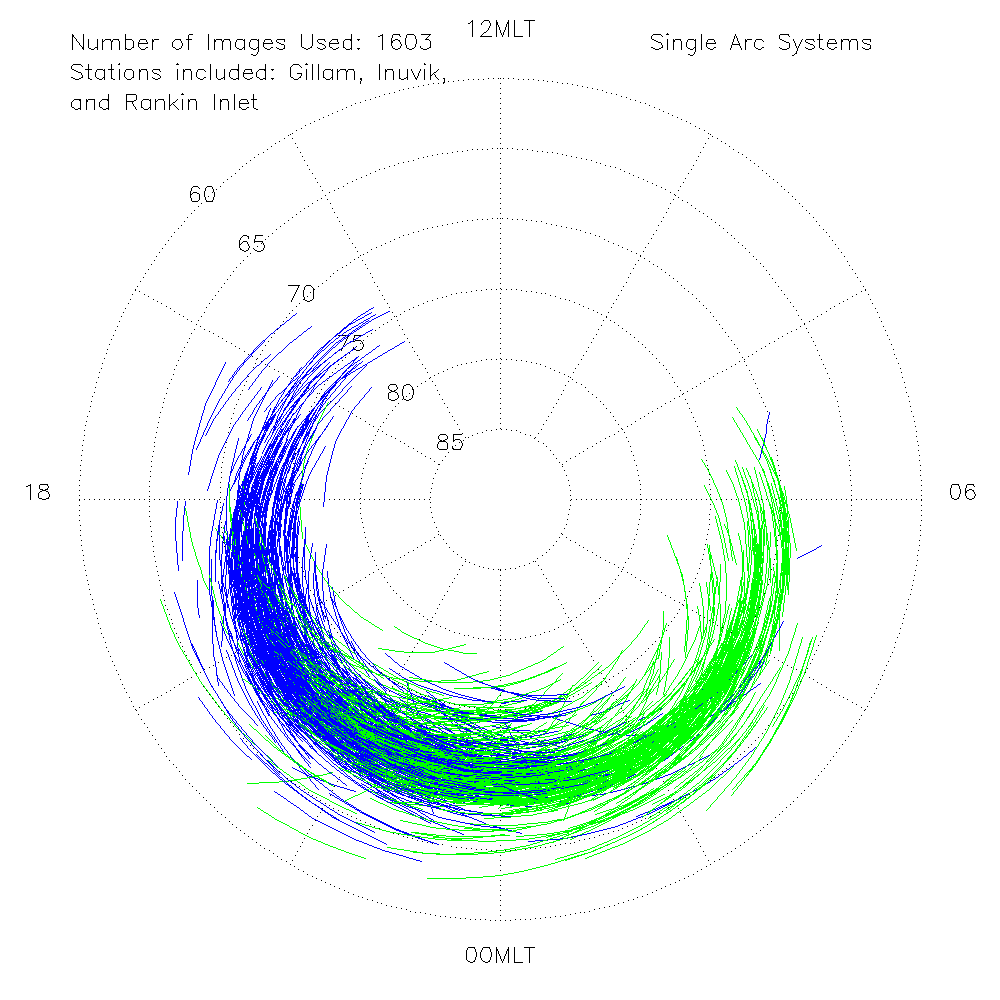 12MLT
Number of Images Used: 1603
Single Arc Systems
Stations included: Gillam, Inuvik,
and Rankin Inlet
60
65
70
75
80
85
18
06
00MLT